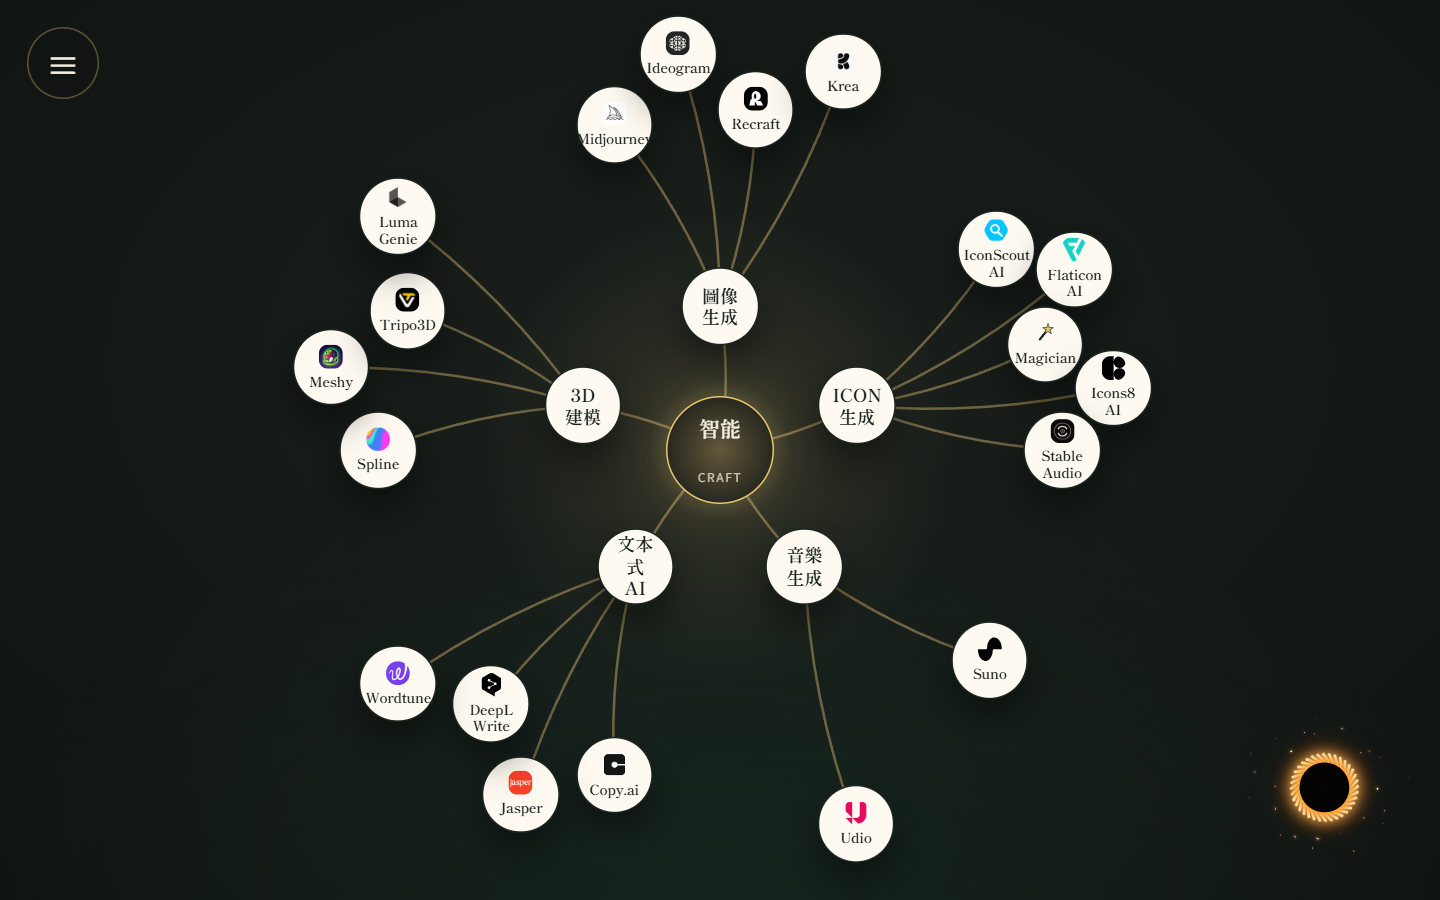 Ideogram
Krea
Recraft
Midjourney
Luma
Genie
IconScout
AI
Flaticon
AI
Tripo3D
圖像
生成
Magician
Meshy
Icons8
AI
3D
建模
ICON
生成
智能
CRAFT
Spline
Stable
Audio
文本
式
AI
音樂
生成
Wordtune
DeepL
Write
Suno
jasper
Jasper
Copy.ai
Udio